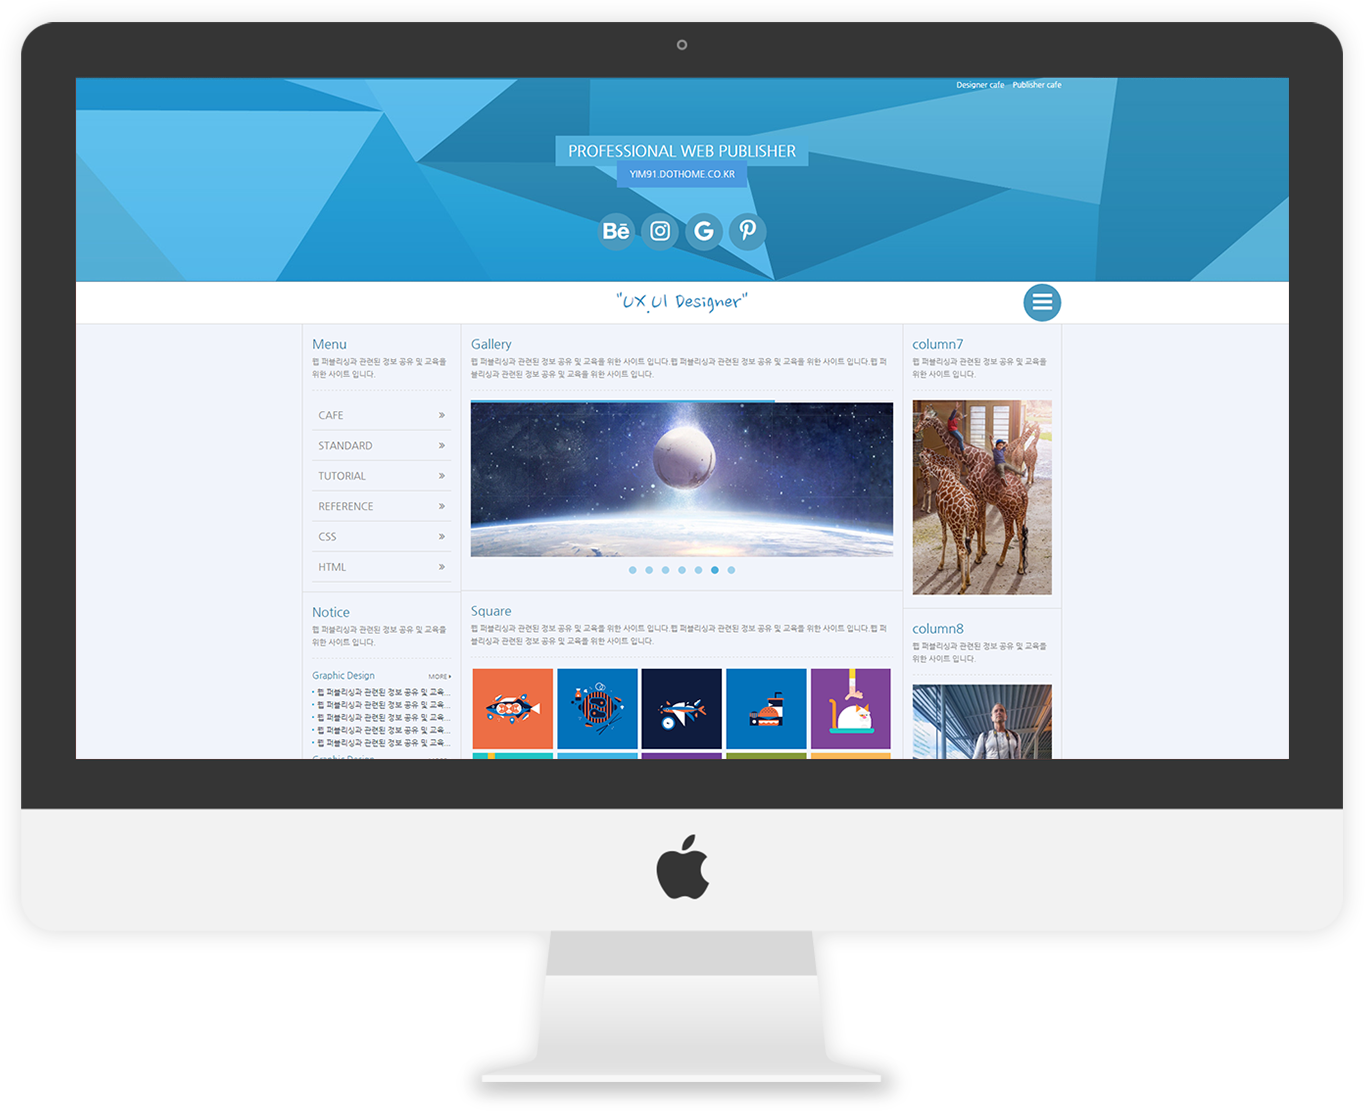 Designer cafe
Publisher cafe
PROFESSIONAL WEB PUBLISHER
YIM91.DOTHOME.CO.KR
Bē
"UX.UI Designer"
Menu
웹 퍼블리싱과 관련된 정보 공유 및 교육을
위한 사이트 입니다.
CAFE
STANDARD
TUTORIAL
REFERENCE
CSS
HTML
Notice
웹 퍼블리싱과 관련된 정보 공유 및 교육을
위한 사이트 입니다.
Graphic Design
MORE
웹 퍼블리싱과 관련된 정보 공유 및 교육...
웹 퍼블리싱과 관련된 정보 공유 및 교육...
웹 퍼블리싱과 관련된 정보 공유 및 교육...
웹 퍼블리싱과 관련된 정보 공유 및 교육...
웹 퍼블리싱과 관련된 정보 공유 및 교육...
Graphic Design
Gallery
웹 퍼블리싱과 관련된 정보 공유 및 교육을 위한 사이트 입니다.웹 퍼블리싱과 관련된 정보 공유 및 교육을 위한 사이트 입니다.웹 퍼
블리싱과 관련된 정보 공유 및 교육을 위한 사이트 입니다.
Square
웹 퍼블리싱과 관련된 정보 공유 및 교육을 위한 사이트 입니다.웹 퍼블리싱과 관련된 정보 공유 및 교육을 위한 사이트 입니다.웹 퍼
블리싱과 관련된 정보 공유 및 교육을 위한 사이트 입니다.
column7
웹 퍼블리싱과 관련된 정보 공유 및 교육을
위한 사이트 입니다.
column8
웹 퍼블리싱과 관련된 정보 공유 및 교육을
위한 사이트 입니다.